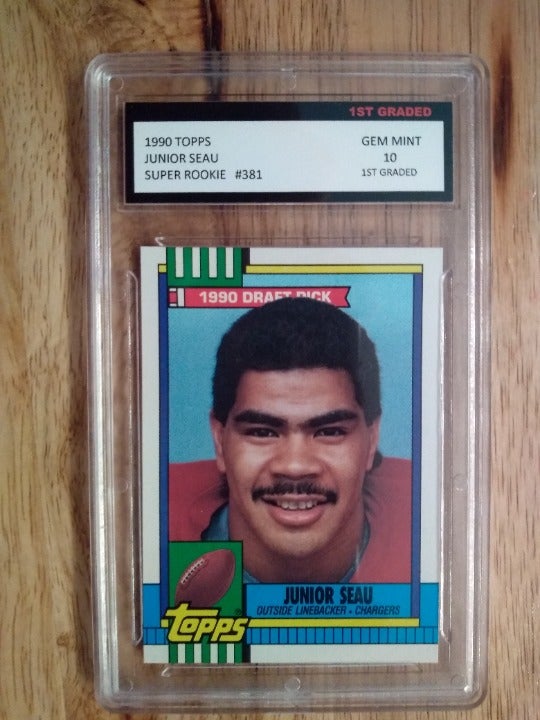 1ST GRADED
1990 TOPPS GEM MINT
JUNIOR SEAU 10
SUPER ROOKIE #381 1ST GRADED
1990 DRAFT PICK
JUNIOR SEAU
OUTSIDE LINEBACKER • CHARGERS
TOPPS